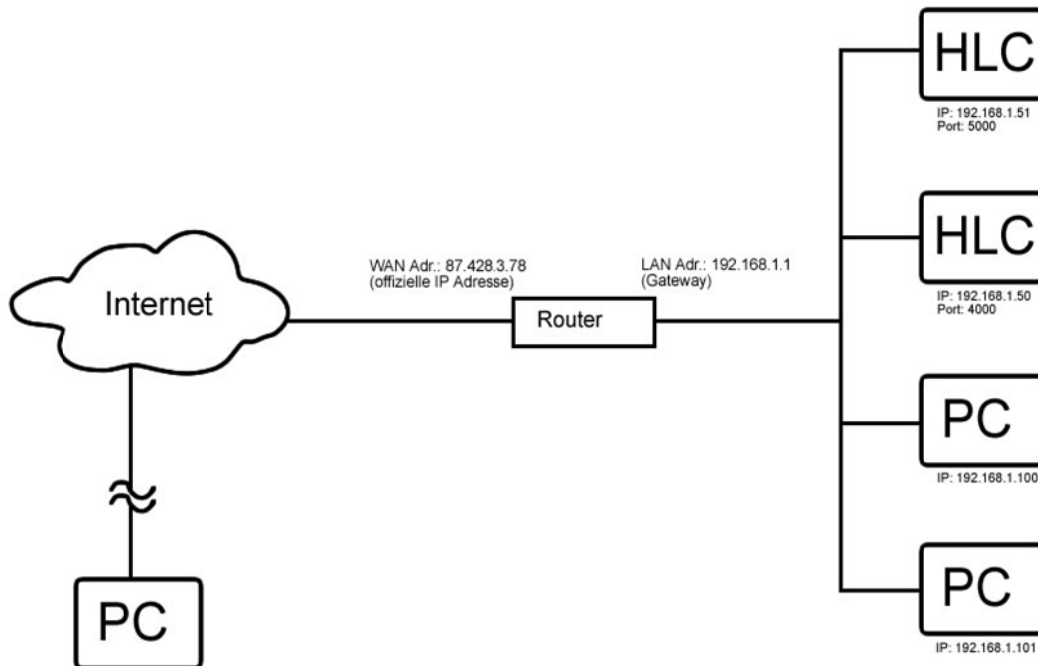 HLC
IP: 192.168.1.51
Port: 5000
HLC
IP: 192.168.1.50
Port: 4000
WAN Adr.: 87.428.3.78
(offizielle IP Adresse)
LAN Adr.: 192.168.1.1
(Gateway)
Internet
Router
PC
IP: 192.168.1.100
PC
IP: 192.168.1.101
PC